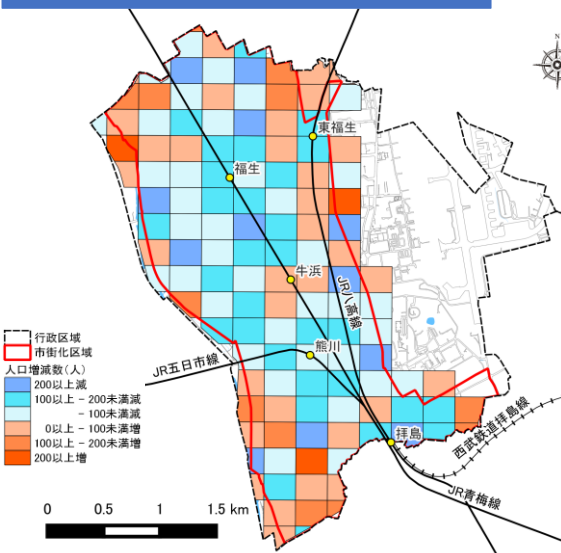 N
東福生
福生
牛浜
JR八高線
熊川
JR五日市線
拝島
西武鉄道拝島線
JR青梅線
行政区域
市街化区域
人口増減数(人)
200以上減
100以上 - 200未満減
- 100未満減
0以上 - 100未満増
100以上 - 200未満増
200以上増
0 0.5 1 1.5 km